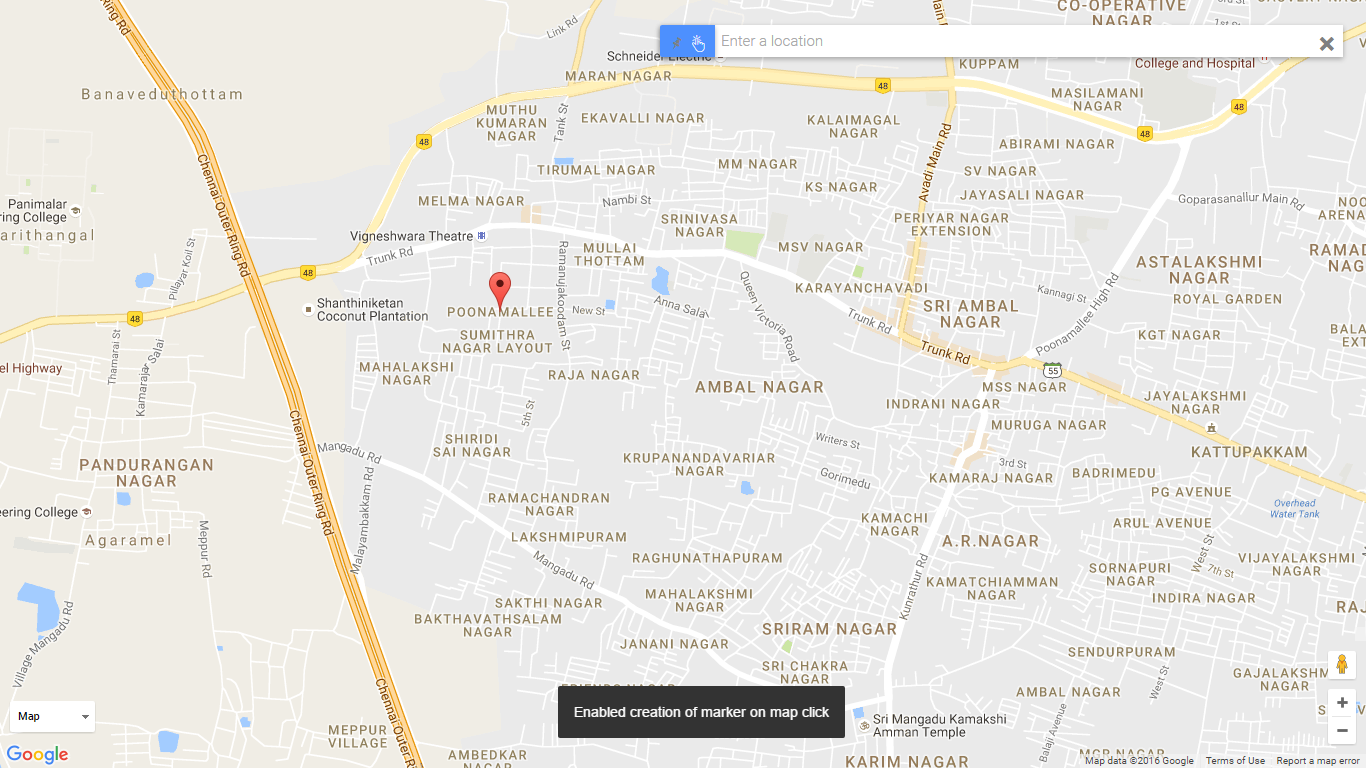 Chennai Outer Ring Rd
Link Rd
CO-OPERATIVE
NAGAR
1st St
Enter a location
Schneider Electric
MARAN NAGAR
KUPPAM
College and Hospital
48
48
48
48
48
48
Banaveduthottam
MUTHU
KUMARAN
NAGAR
Tank St
EKAVALLI NAGAR
KALAIMAGAL
NAGAR
MASILAMANI
NAGAR
ABIRAMI NAGAR
Avadi Main Rd
TIRUMAL NAGAR
MM NAGAR
KS NAGAR
SV NAGAR
JAYASALI NAGAR
Goparasanallur Main Rd
MELMA NAGAR
Nambi St
SRINIVASA
NAGAR
PERIYAR NAGAR
EXTENSION
Panimalar
ring College
arithangal
Vigneshwara Theatre
Trunk Rd
MULLAI
THOTTAM
MSV NAGAR
Pillayar Koil St
Ramanujakoodam St
KARAYANCHAVADI
ASTALAKSHMI
NAGAR
Kannagi St
ROYAL GARDEN
Shanthiniketan
Coconut Plantation
POONAMALLEE
New St
Anna Salai
Queen Victoria Road
Trunk Rd
SRI AMBAL
NAGAR
Poonamallee High Rd
KGT NAGAR
SUMITHRA
NAGAR LAYOUT
Trunk Rd
Thamarai St
Kamarajar Salai
el Highway
MAHALAKSHI
NAGAR
RAJA NAGAR
AMBAL NAGAR
55
MSS NAGAR
INDRANI NAGAR
JAYALAKSHMI
NAGAR
5th St
MURUGA NAGAR
Chennai Outer Ring Rd
Mangadu Rd
SHIRIDI
SAI NAGAR
Writers St
KATTUPAKKAM
PANDURANGAN
NAGAR
KRUPANANDAVARIAR
NAGAR
Gorimedu
3rd St
KAMARAJ NAGAR
BADRIMEDU
PG AVENUE
eering College
RAMACHANDRAN
NAGAR
Malayambakkam Rd
KAMACHI
NAGAR
Overhead
Water Tank
ARUL AVENUE
Agaramel
Meppur Rd
LAKSHMIPURAM
A.R.NAGAR
West St
Mangadu Rd
RAGHUNATHAPURAM
VIJAYALAKSHMI
NAGAR
SORNAPURI
NAGAR
7th St
KAMATCHIAMMAN
NAGAR
Kunrathur Rd
INDIRA NAGAR
SAKTHI NAGAR
MAHALAKSHMI
NAGAR
BAKTHAVATHSALAM
NAGAR
SRIRAM NAGAR
Village Mangadu Rd
JANANI NAGAR
SENDURPURAM
SRI CHAKRA
NAGAR
GAJALAKSHMI
NAGAR
West St
AMBAL NAGAR
Chennai Outer Ring Rd
Map
Enabled creation of marker on map click
Sri Mangadu Kamakshi
Amman Temple
Balaji Avenue
MEPPUR
VILLAGE
AMBEDKAR
NAGAR
KARIM NAGAR
MGR NAGAR
Google
Map data ©2016 Google
Terms of Use
Report a map error